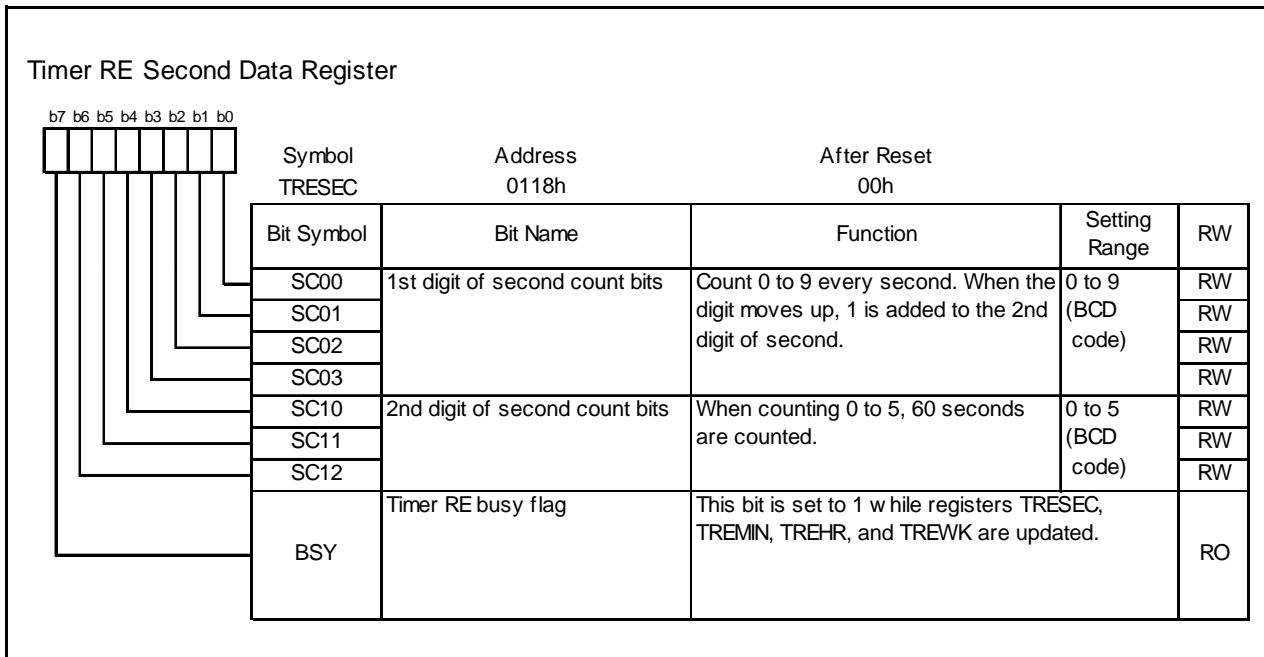 Timer RE Second Data Register
b7 b6 b5 b4 b3 b2 b1 b0
Symbol Address After Reset
TRESEC 0118h 00h
Bit Symbol Bit Name Function Setting Range RW
SC00 1st digit of second count bits Count 0 to 9 every second. When the 0 to 9 RW
SC01 digit moves up, 1 is added to the 2nd (BCD RW
SC02 digit of second. code) RW
SC03 RW
SC10 2nd digit of second count bits When counting 0 to 5, 60 seconds 0 to 5 RW
SC11 are counted. (BCD RW
SC12 code) RW
Timer RE busy flag This bit is set to 1 w hile registers TRESEC,
TREMIN, TREHR, and TREWK are updated.
BSY RO